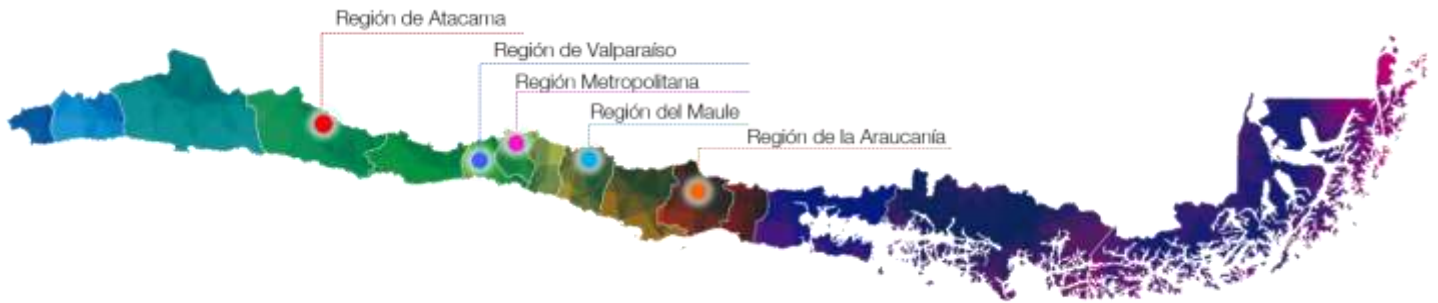 Región de Atacama
Región de Valparaíso
Región Metropolitana
Región del Maule
Región de la Araucanía